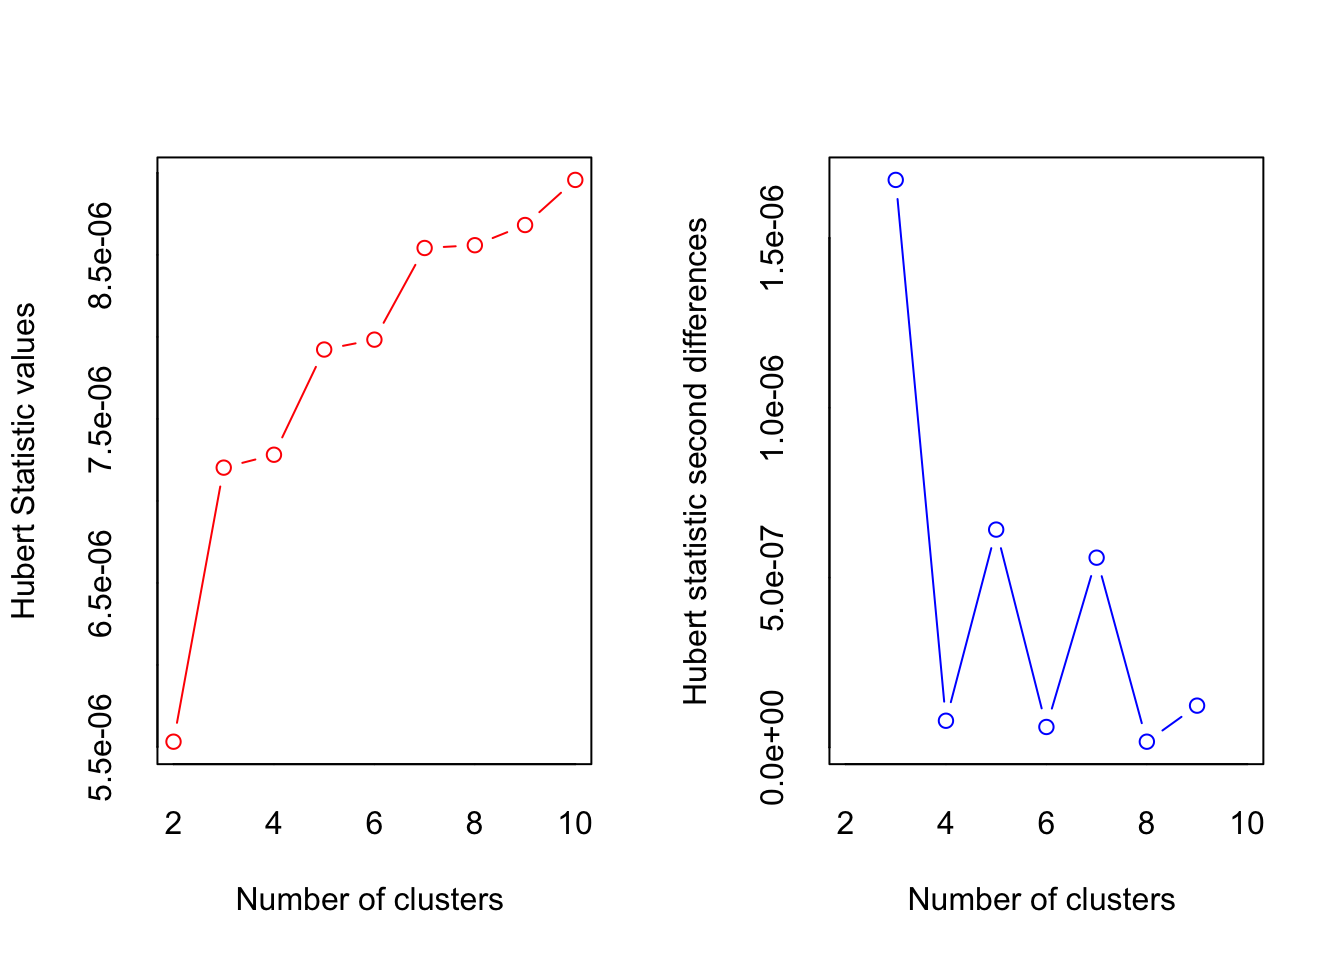 Hubert Statistic values
5.5e-06
6.5e-06
7.5e-06
8.5e-06
2
4
6
8
10
Number of clusters
Hubert statistic second differences
0.0e+00
5.0e-07
1.0e-06
1.5e-06
2
4
6
8
10
Number of clusters